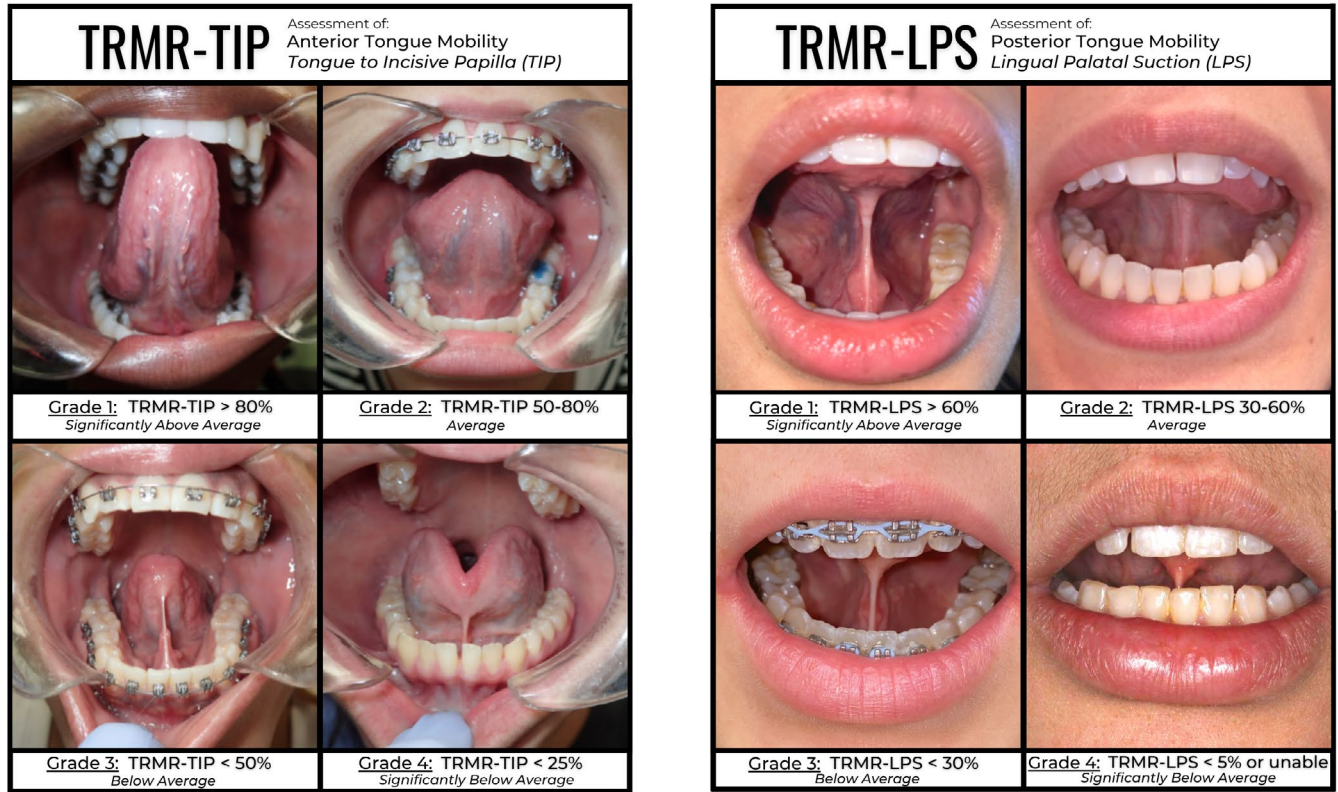 TRMR-TIP
Assessment of:
Anterior Tongue Mobility
Tongue to Incisive Papilla (TIP)
Grade 1: TRMR-TIP > 80%
Significantly Above Average
Grade 2: TRMR-TIP 50-80%
Average
Grade 3: TRMR-TIP < 50%
Below Average
Grade 4: TRMR-TIP < 25%
Significantly Below Average
TRMR-LPS
Assessment of:
Posterior Tongue Mobility
Lingual Palatal Suction (LPS)
Grade 1: TRMR-LPS > 60%
Significantly Above Average
Grade 2: TRMR-LPS 30-60%
Average
Grade 3: TRMR-LPS < 30%
Below Average
Grade 4: TRMR-LPS < 5% or unable
Significantly Below Average